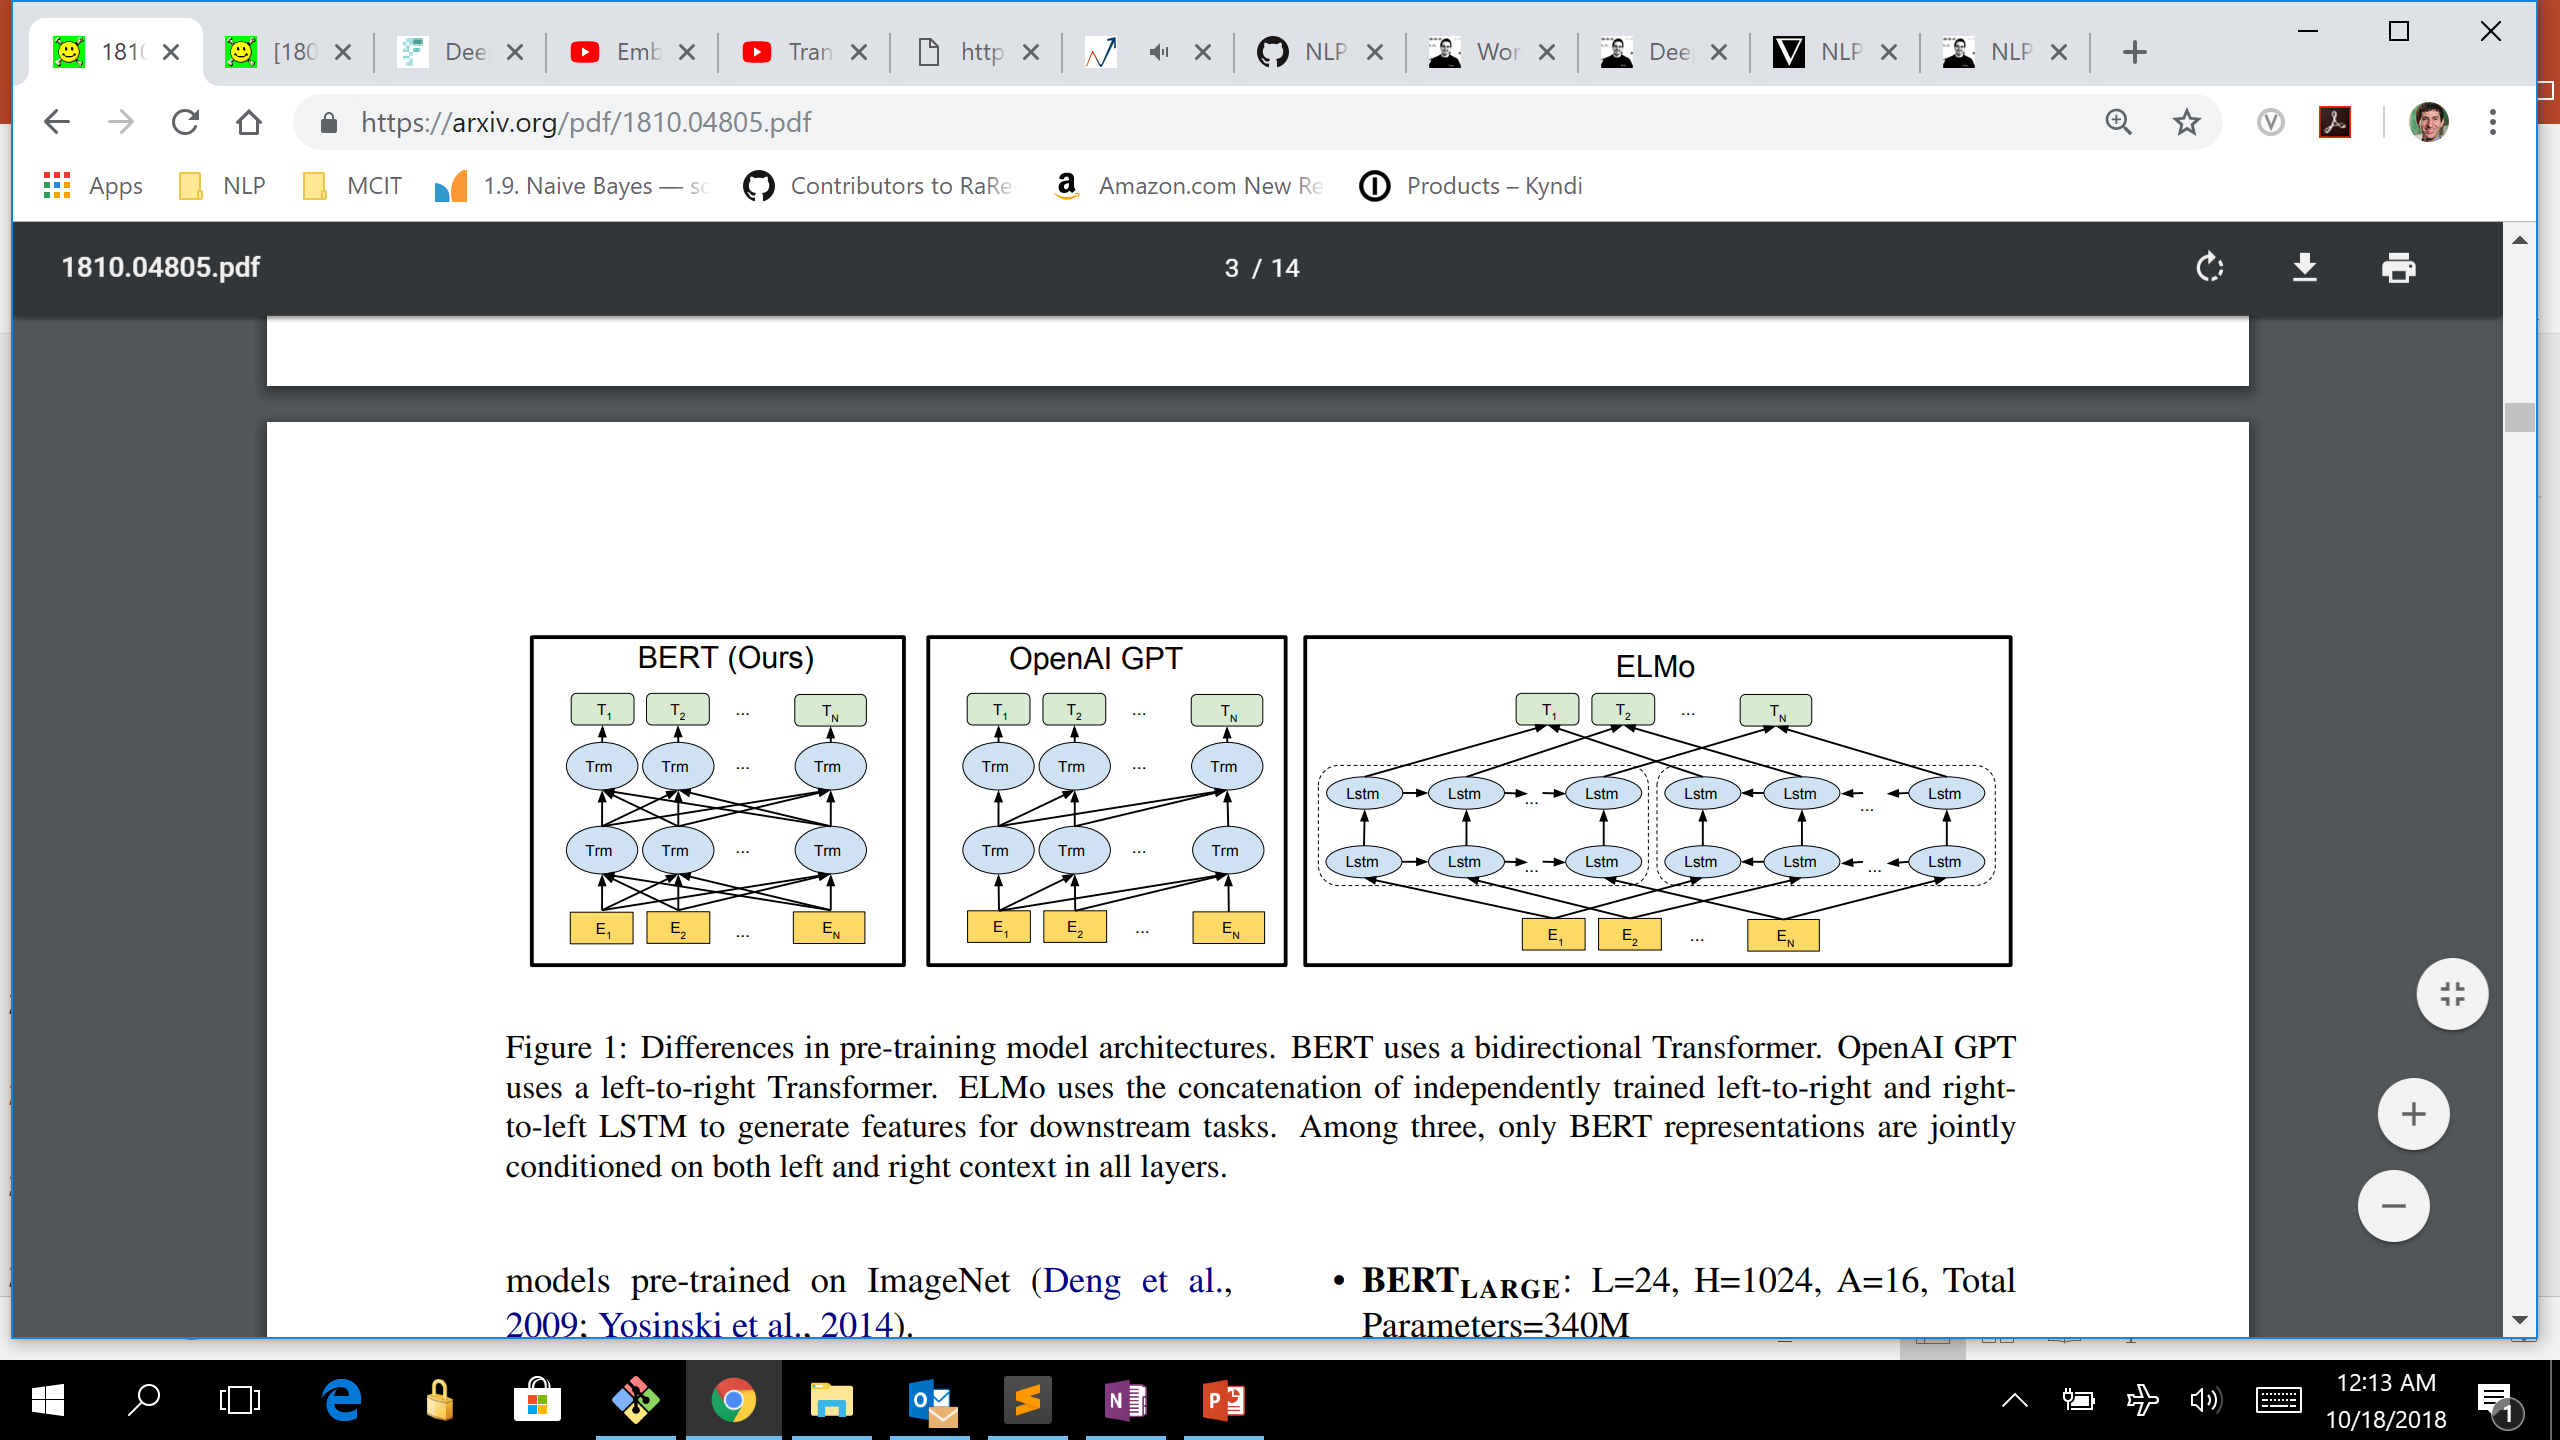 181
[180
Dee
Emb
Tran
http
NLP
Wor
Dee
NLP
NLP
https://arxiv.org/pdf/1810.04805.pdf
Apps
NLP
MCIT
1.9. Naive Bayes — sc
Contributors to RaRe
Amazon.com New Re
Products – Kyndi
1810.04805.pdf
3 / 14
BERT (Ours)
T1 T2 ... TN
Trm Trm ... Trm
Trm Trm ... Trm
E1 E2 ... EN
OpenAI GPT
T1 T2 ... TN
Trm Trm ... Trm
Trm Trm ... Trm
E1 E2 ... EN
ELMo
T1 T2 ... TN
Lstm Lstm ... Lstm Lstm Lstm ... Lstm
Lstm Lstm ... Lstm Lstm Lstm ... Lstm
E1 E2 ... EN
Figure 1: Differences in pre-training model architectures. BERT uses a bidirectional Transformer. OpenAI GPT
uses a left-to-right Transformer. ELMo uses the concatenation of independently trained left-to-right and right-
to-left LSTM to generate features for downstream tasks. Among three, only BERT representations are jointly
conditioned on both left and right context in all layers.
models pre-trained on ImageNet (Deng et al.,
2009; Yosinski et al., 2014).
• BERTLARGE: L=24, H=1024, A=16, Total
Parameters=340M
12:13 AM
10/18/2018
1